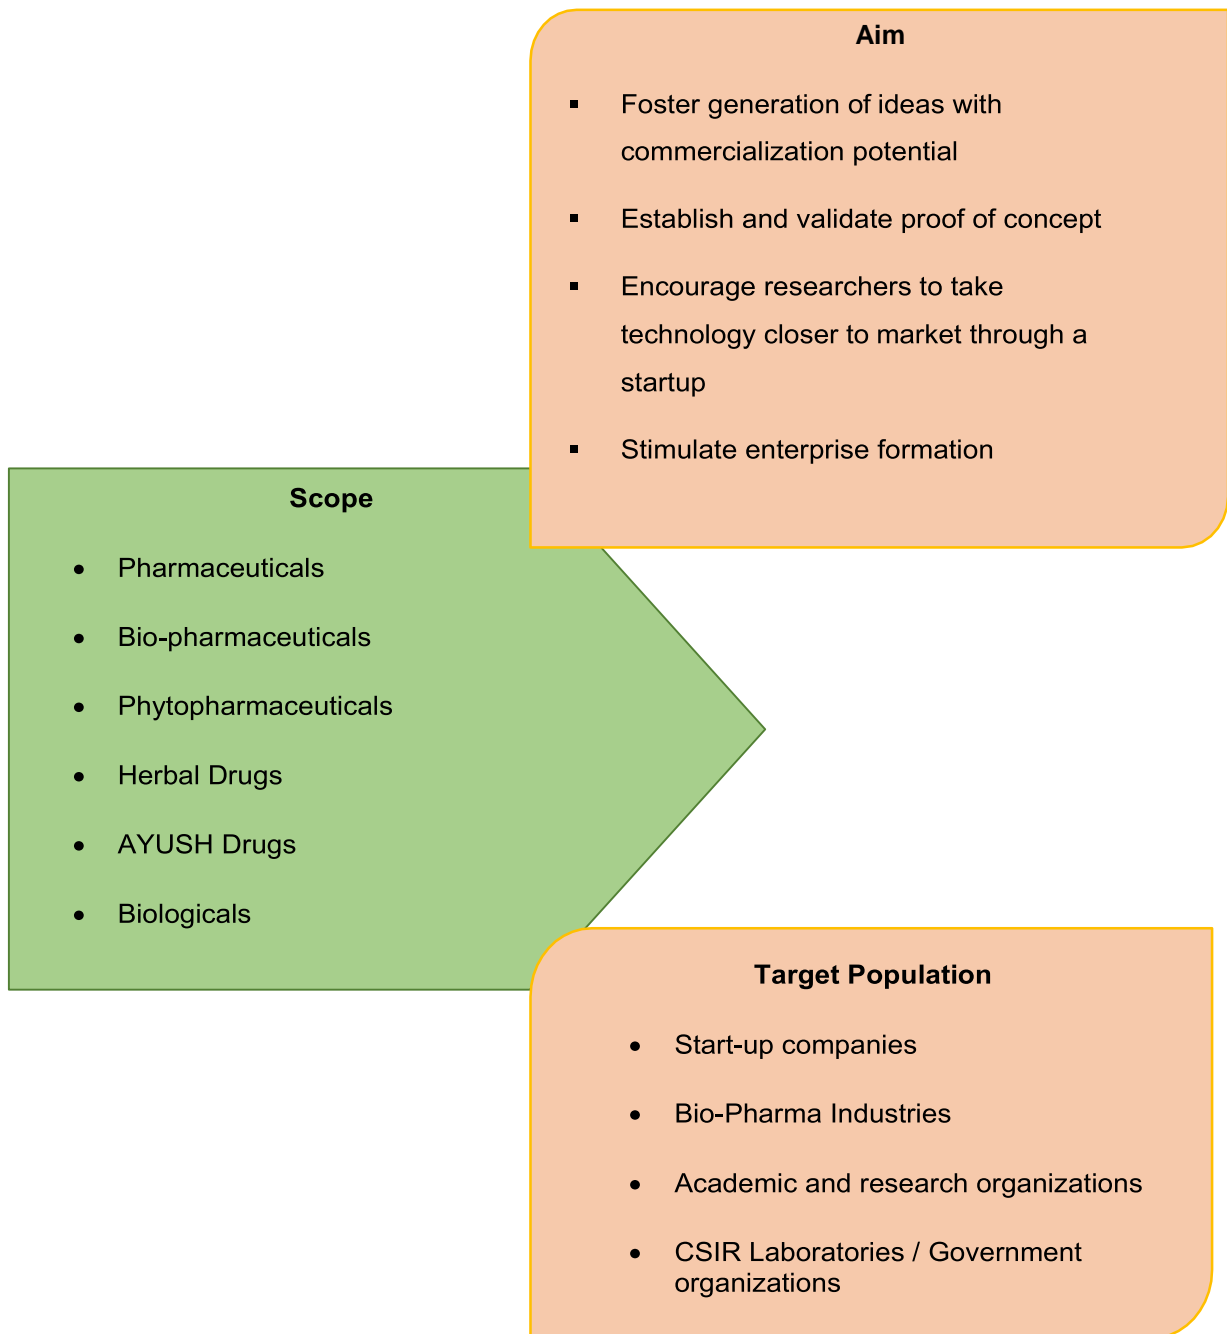 Aim
▪ Foster generation of ideas with
commercialization potential
▪ Establish and validate proof of concept
▪ Encourage researchers to take
technology closer to market through a
startup
▪ Stimulate enterprise formation
Scope
• Pharmaceuticals
• Bio-pharmaceuticals
• Phytopharmaceuticals
• Herbal Drugs
• AYUSH Drugs
• Biologicals
Target Population
• Start-up companies
• Bio-Pharma Industries
• Academic and research organizations
• CSIR Laboratories / Government
organizations